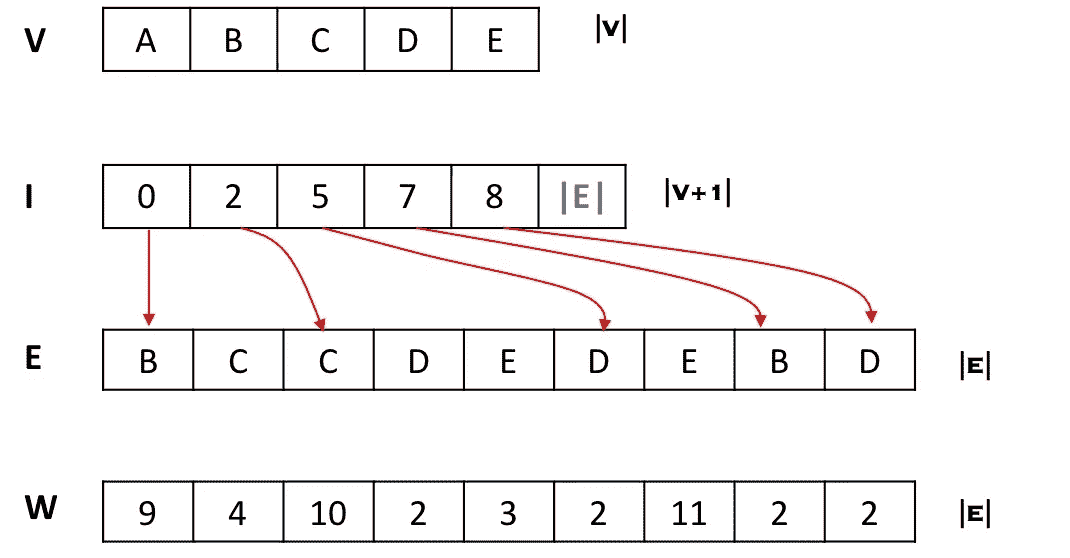 V A B C D E |V|
I 0 2 5 7 8 |E| |V+1|
E B C C D E D E B D |E|
W 9 4 10 2 3 2 11 2 2 |E|